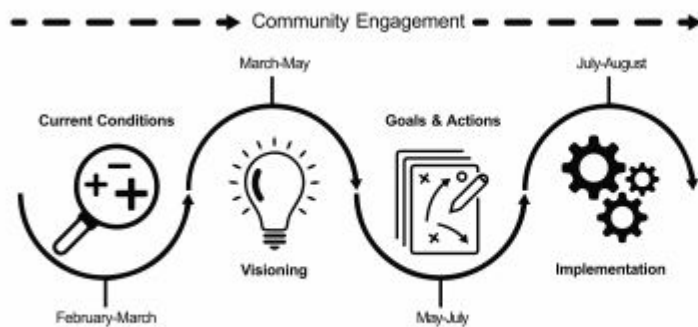 Community Engagement
March-May
July-August
Current Conditions
Goals & Actions
Visioning
Implementation
February-March
May-July